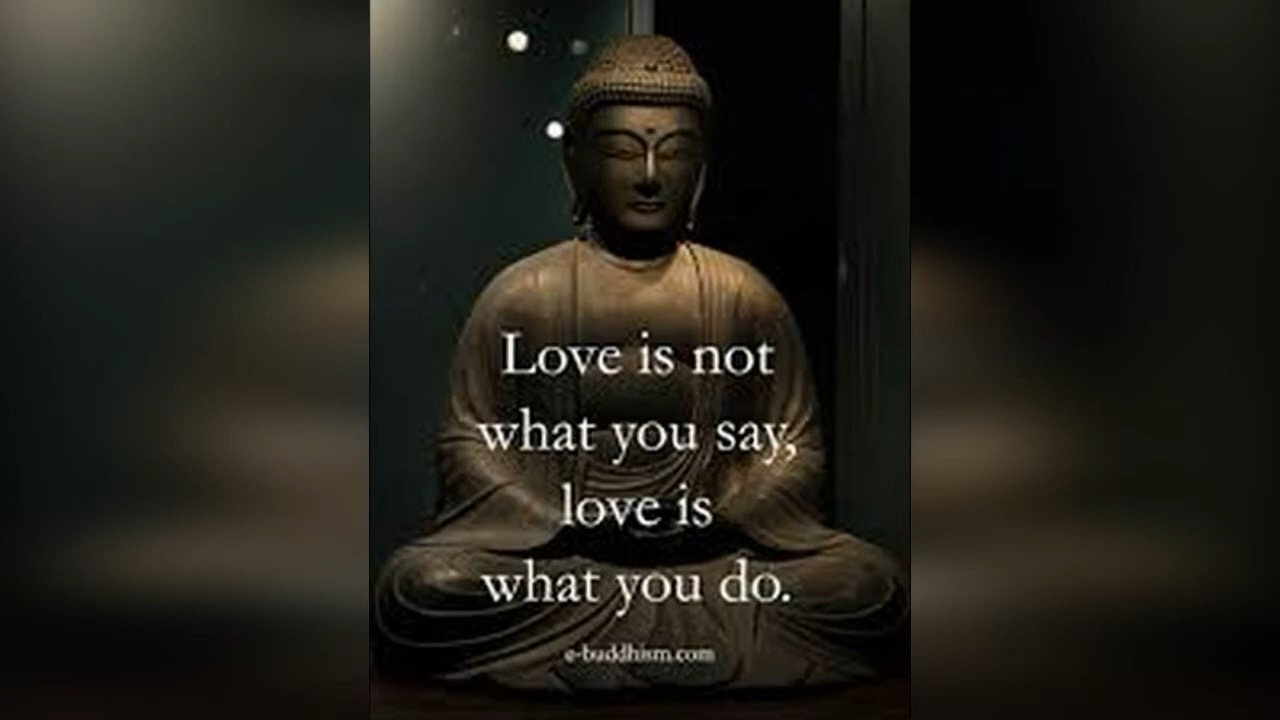 Love is not
what you say,
love is
what you do.
e-buddhism.com